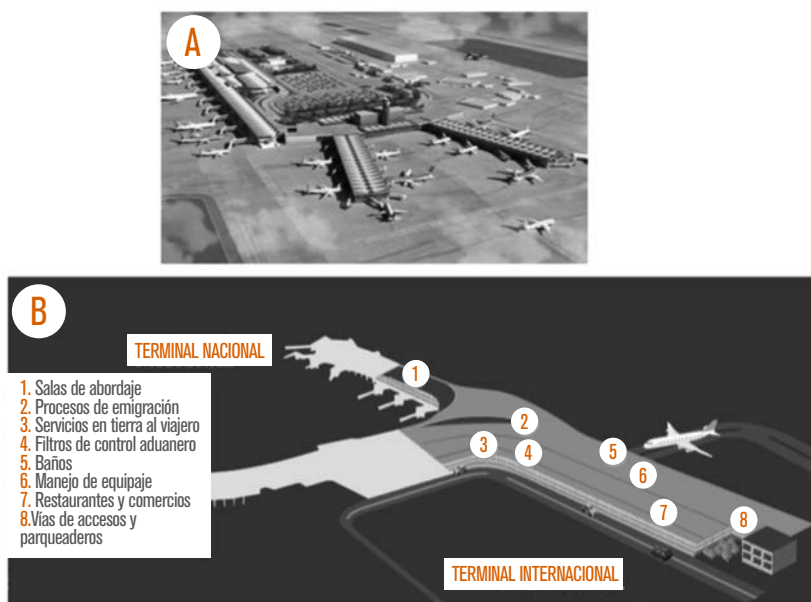 A
B
TERMINAL NACIONAL
1. Salas de abordaje
2. Procesos de emigración
3. Servicios en tierra al viajero
4. Filtros de control aduanero
5. Baños
6. Manejo de equipaje
7. Restaurantes y comercios
8.Vías de accesos y
parqueaderos
1
2
3
4
5
6
7
8
TERMINAL INTERNACIONAL